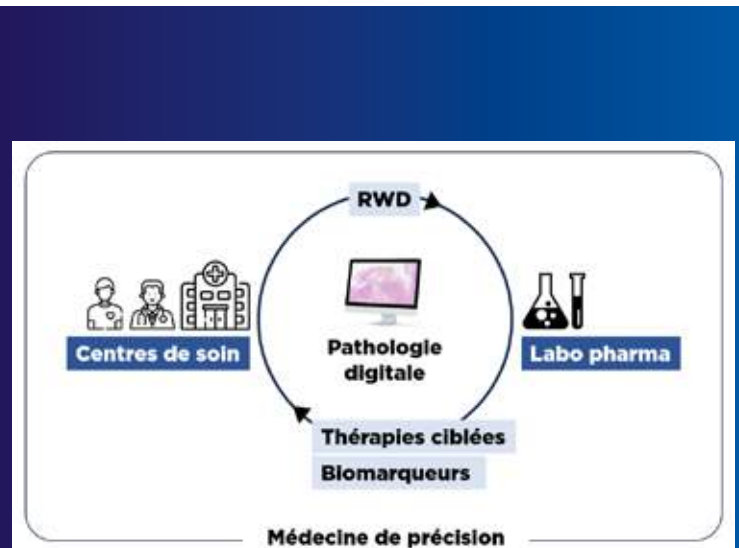 RWD
Centres de soin
Pathologie
digitale
Labo pharma
Thérapies ciblées
Biomarqueurs
Médecine de précision